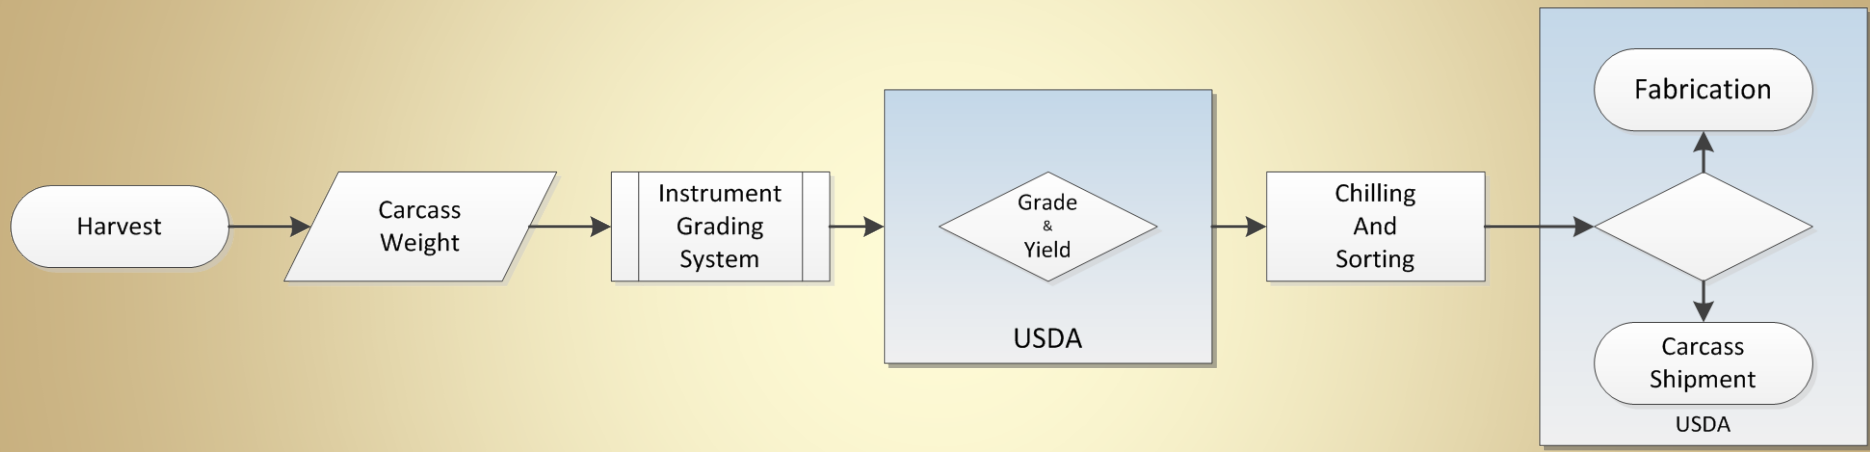 Harvest
Carcass
Weight
Instrument
Grading
System
Grade
&
Yield
USDA
Chilling
And
Sorting
Fabrication
Carcass
Shipment
USDA